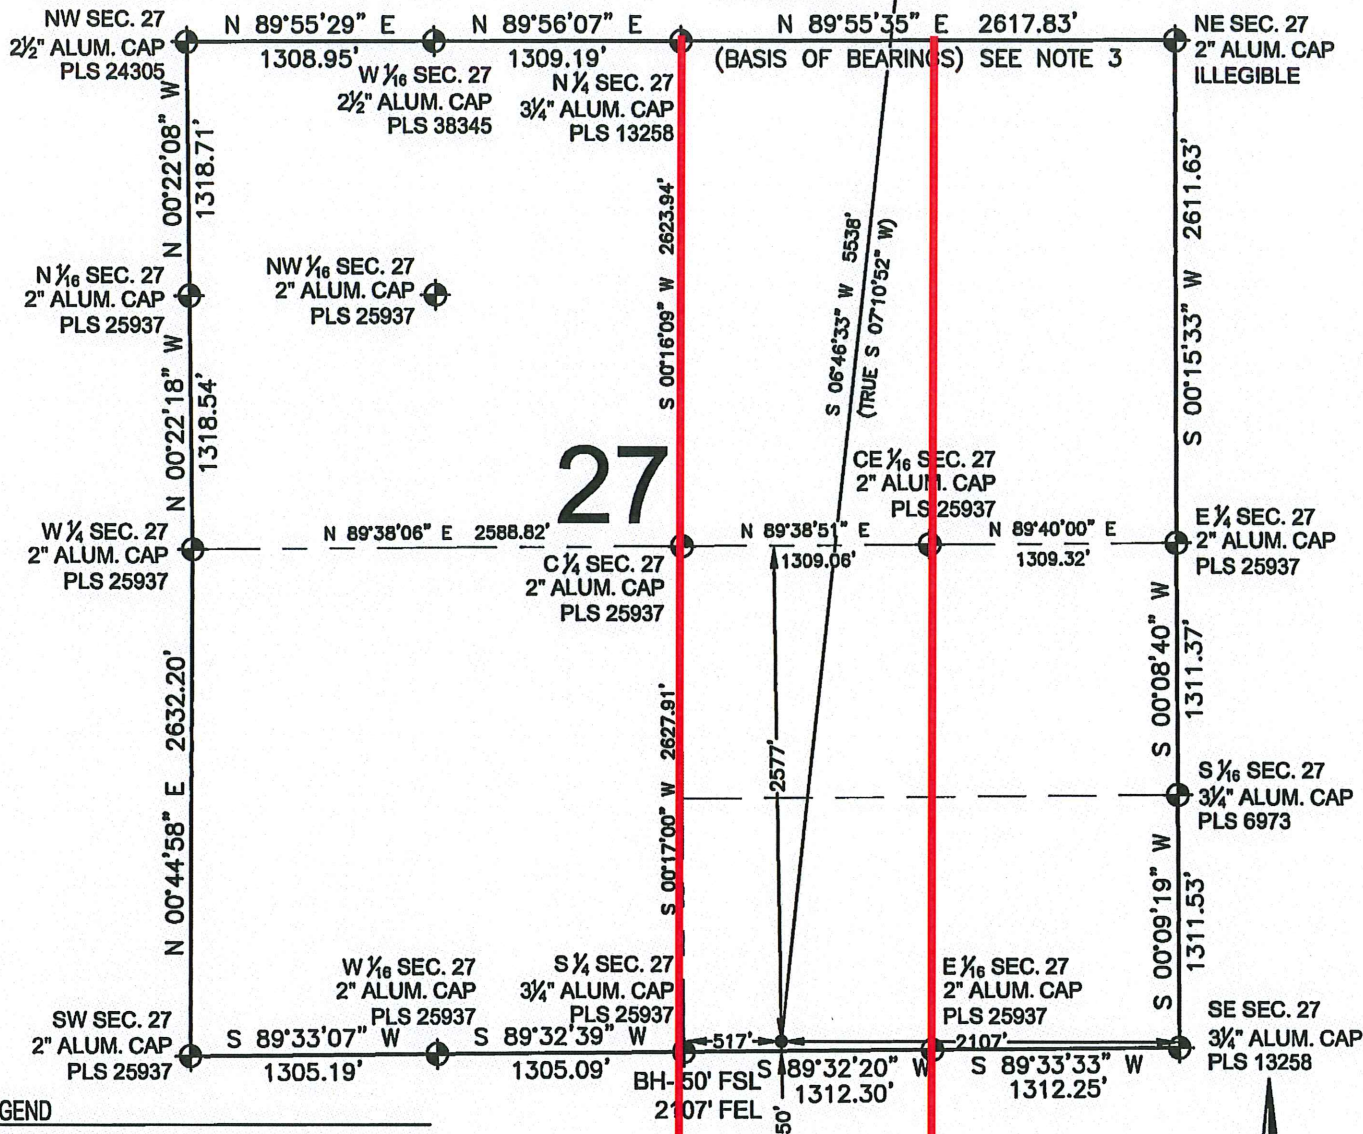 NW SEC. 27
2½" ALUM. CAP
PLS 24305
N 89°55'29" E
1308.95'
W 1/16 SEC. 27
2½" ALUM. CAP
PLS 38345
N 89°56'07" E
1309.19'
N ¼ SEC. 27
3¼" ALUM. CAP
PLS 13258
N 89°55'35" E 2617.83'
(BASIS OF BEARINGS) SEE NOTE 3
NE SEC. 27
2" ALUM. CAP
ILLEGIBLE
N 00°22'08" W
1318.71'
S 00°16'09" W 2623.94'
S 06°46'33" W 5538'
(TRUE S 07°10'52" W)
S 00°15'33" W 2611.63'
N 1/16 SEC. 27
2" ALUM. CAP
PLS 25937
NW 1/16 SEC. 27
2" ALUM. CAP
PLS 25937
N 00°22'18" W
1318.54'
27
CE 1/16 SEC. 27
2" ALUM. CAP
PLS 25937
W ¼ SEC. 27
2" ALUM. CAP
PLS 25937
N 89°38'06" E 2588.82'
C ¼ SEC. 27
2" ALUM. CAP
PLS 25937
N 89°38'51" E
1309.06'
N 89°40'00" E
1309.32'
E ¼ SEC. 27
2" ALUM. CAP
PLS 25937
N 00°44'58" E 2632.20'
S 00°17'00" W 2627.91'
2577'
S 00°08'40" W
1311.37'
S 1/16 SEC. 27
3¼" ALUM. CAP
PLS 6973
S 00°09'19" W
1311.53'
SW SEC. 27
2" ALUM. CAP
PLS 25937
S 89°33'07" W
1305.19'
W 1/16 SEC. 27
2" ALUM. CAP
PLS 25937
S 89°32'39" W
1305.09'
S ¼ SEC. 27
3¼" ALUM. CAP
PLS 25937
517'
2107'
E 1/16 SEC. 27
2" ALUM. CAP
PLS 25937
SE SEC. 27
3¼" ALUM. CAP
PLS 13258
BH- 50' FSL
2107' FEL
S 89°32'20" W
1312.30'
S 89°33'33" W
1312.25'
50'
GEND